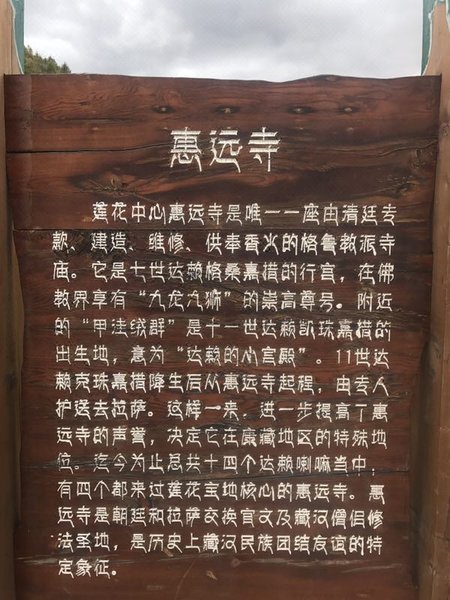 惠远寺
莲花中心惠远寺是唯一一座由清廷专
款、建造、维修、供奉香火的格鲁教派寺
庙。它是七世达赖格桑嘉措的行宫，在佛
教界享有“九龙九狮”的崇高尊号。附近
的“甲法绒群”是十一世达赖凯珠嘉措的
出生地，意为“达赖的小宫殿”。11世达
赖克珠嘉措降生后从惠远寺起程，由专人
护送去拉萨。这样一来，进一步提高了惠
远寺的声誉，决定它在康藏地区的特殊地
位。迄今为止总共十四个达赖喇嘛当中，
有四个都来过莲花宝地核心的惠远寺。惠
远寺是朝廷和拉萨交换官文及藏汉僧侣修
法圣地，是历史上藏汉民族团结友谊的特
定象征。